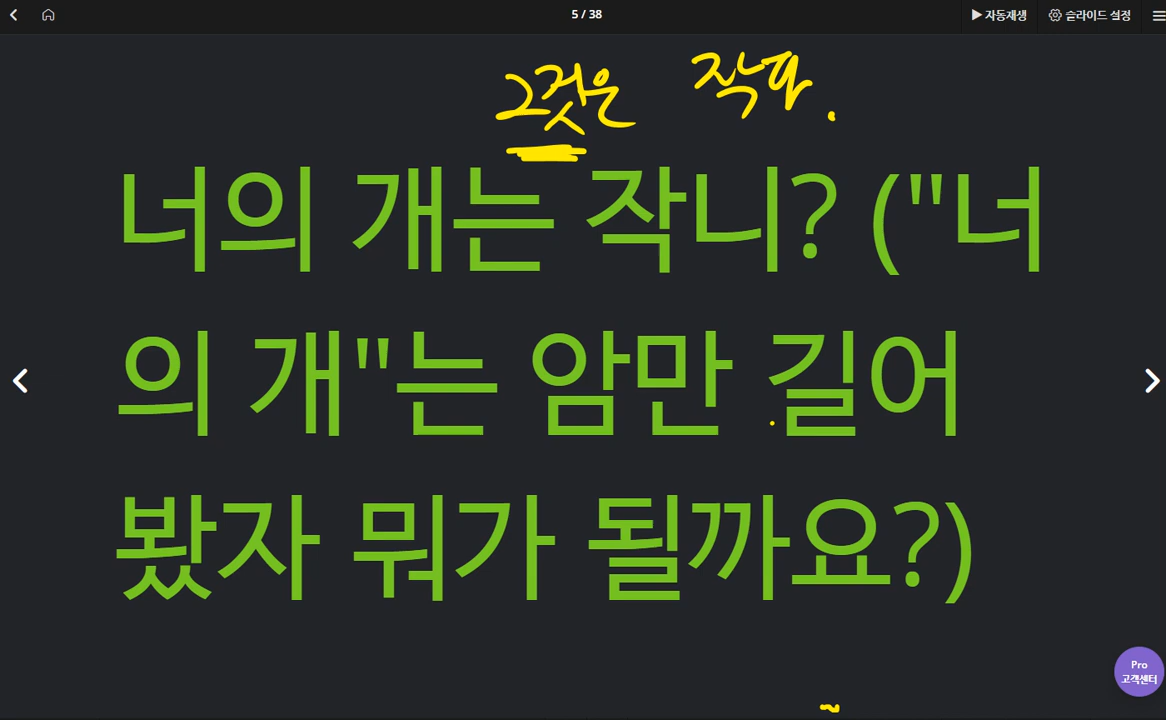 5 / 38
▶ 자동재생
슬라이드 설정
그것은 작아.
너의 개는 작니? ("너
의 개"는 암만 길어
봤자 뭐가 될까요?)
Pro
고객센터